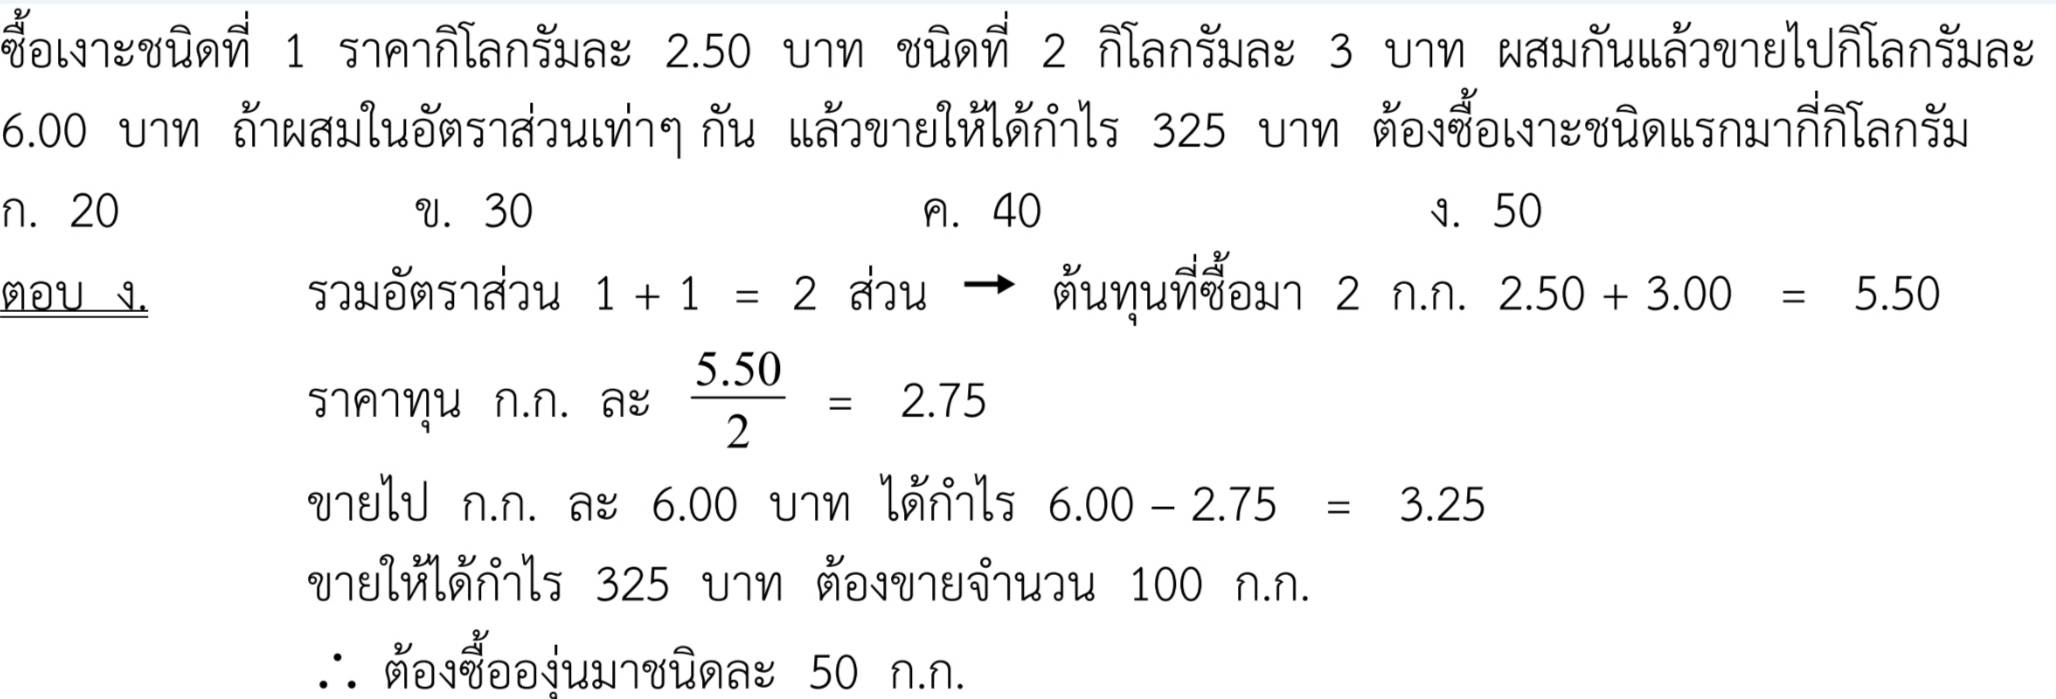 ซื้อเงาะชนิดที่ 1 ราคากิโลกรัมละ 2.50 บาท ชนิดที่ 2 กิโลกรัมละ 3 บาท ผสมกันแล้วขายไปกิโลกรัมละ
6.00 บาท ถ้าผสมในอัตราส่วนเท่าๆ กัน แล้วขายให้ได้กำไร 325 บาท ต้องซื้อเงาะชนิดแรกมากี่กิโลกรัม
ก. 20 ข. 30 ค. 40 ง. 50
ตอบ ง. รวมอัตราส่วน 1 + 1 = 2 ส่วน → ต้นทุนที่ซื้อมา 2 ก.ก. 2.50 + 3.00 = 5.50
ราคาทุน ก.ก. ละ 5.50/2 = 2.75
ขายไป ก.ก. ละ 6.00 บาท ได้กำไร 6.00 – 2.75 = 3.25
ขายให้ได้กำไร 325 บาท ต้องขายจำนวน 100 ก.ก.
∴ ต้องซื้อองุ่นมาชนิดละ 50 ก.ก.